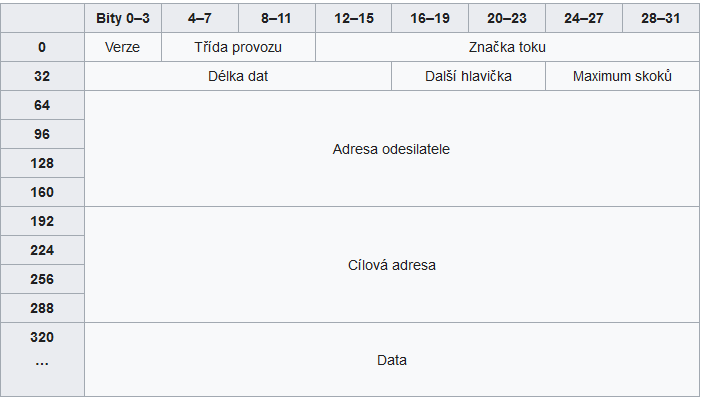 Bity 0–3 4–7 8–11 12–15 16–19 20–23 24–27 28–31
0 Verze Třída provozu Značka toku
32 Délka dat Další hlavička Maximum skoků
64
96
128
160
Adresa odesilatele
192
224
256
288
Cílová adresa
320
...
Data